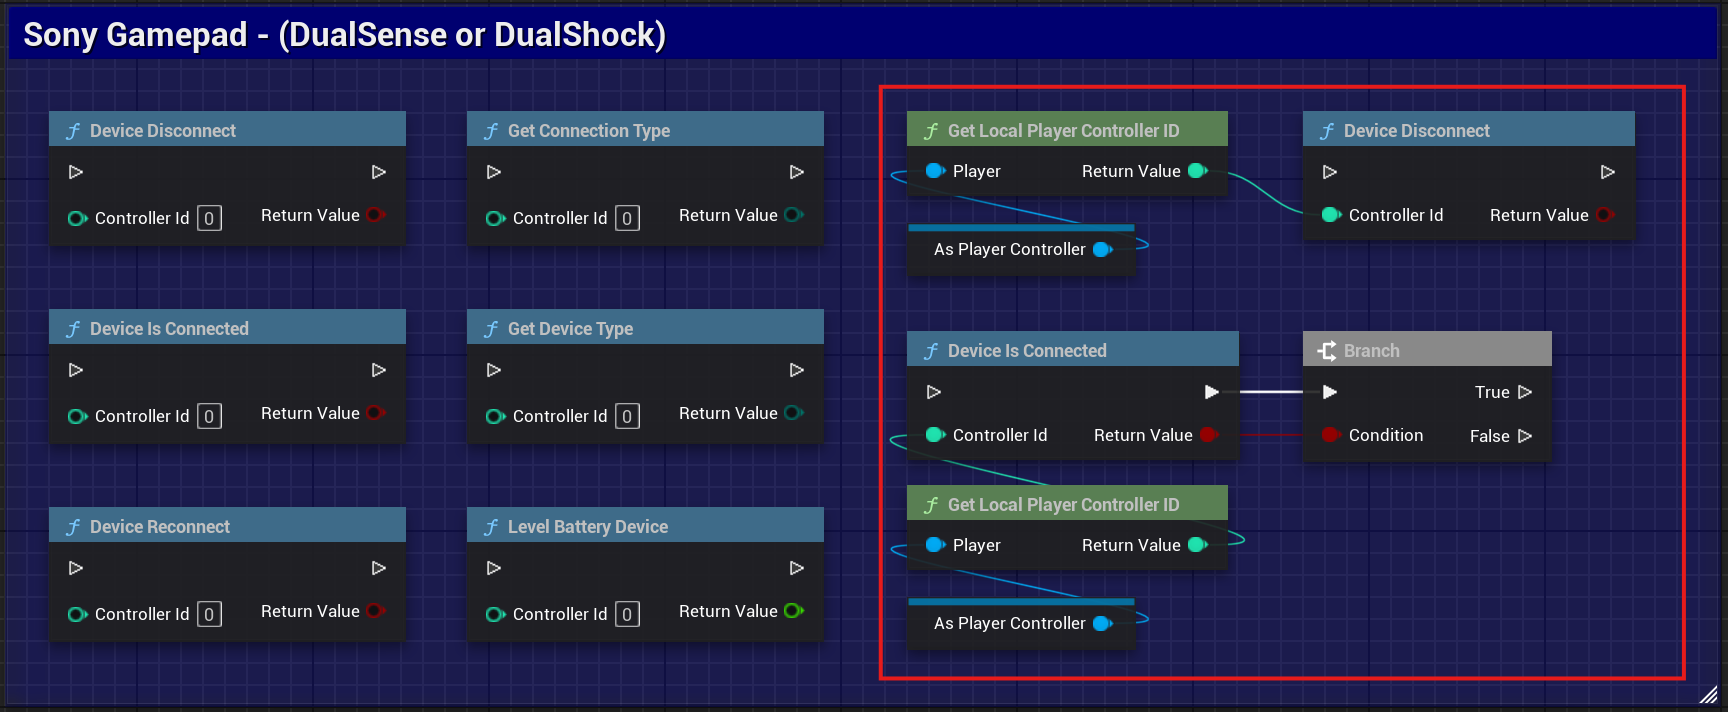 Sony Gamepad - (DualSense or DualShock)
Device Disconnect
Controller Id 0 Return Value
Get Connection Type
Controller Id 0 Return Value
Get Local Player Controller ID
Player Return Value
As Player Controller
Device Disconnect
Controller Id Return Value
Device Is Connected
Controller Id 0 Return Value
Get Device Type
Controller Id 0 Return Value
Device Is Connected
Controller Id Return Value
Branch
True
Condition False
Device Reconnect
Controller Id 0 Return Value
Level Battery Device
Controller Id 0 Return Value
Get Local Player Controller ID
Player Return Value
As Player Controller